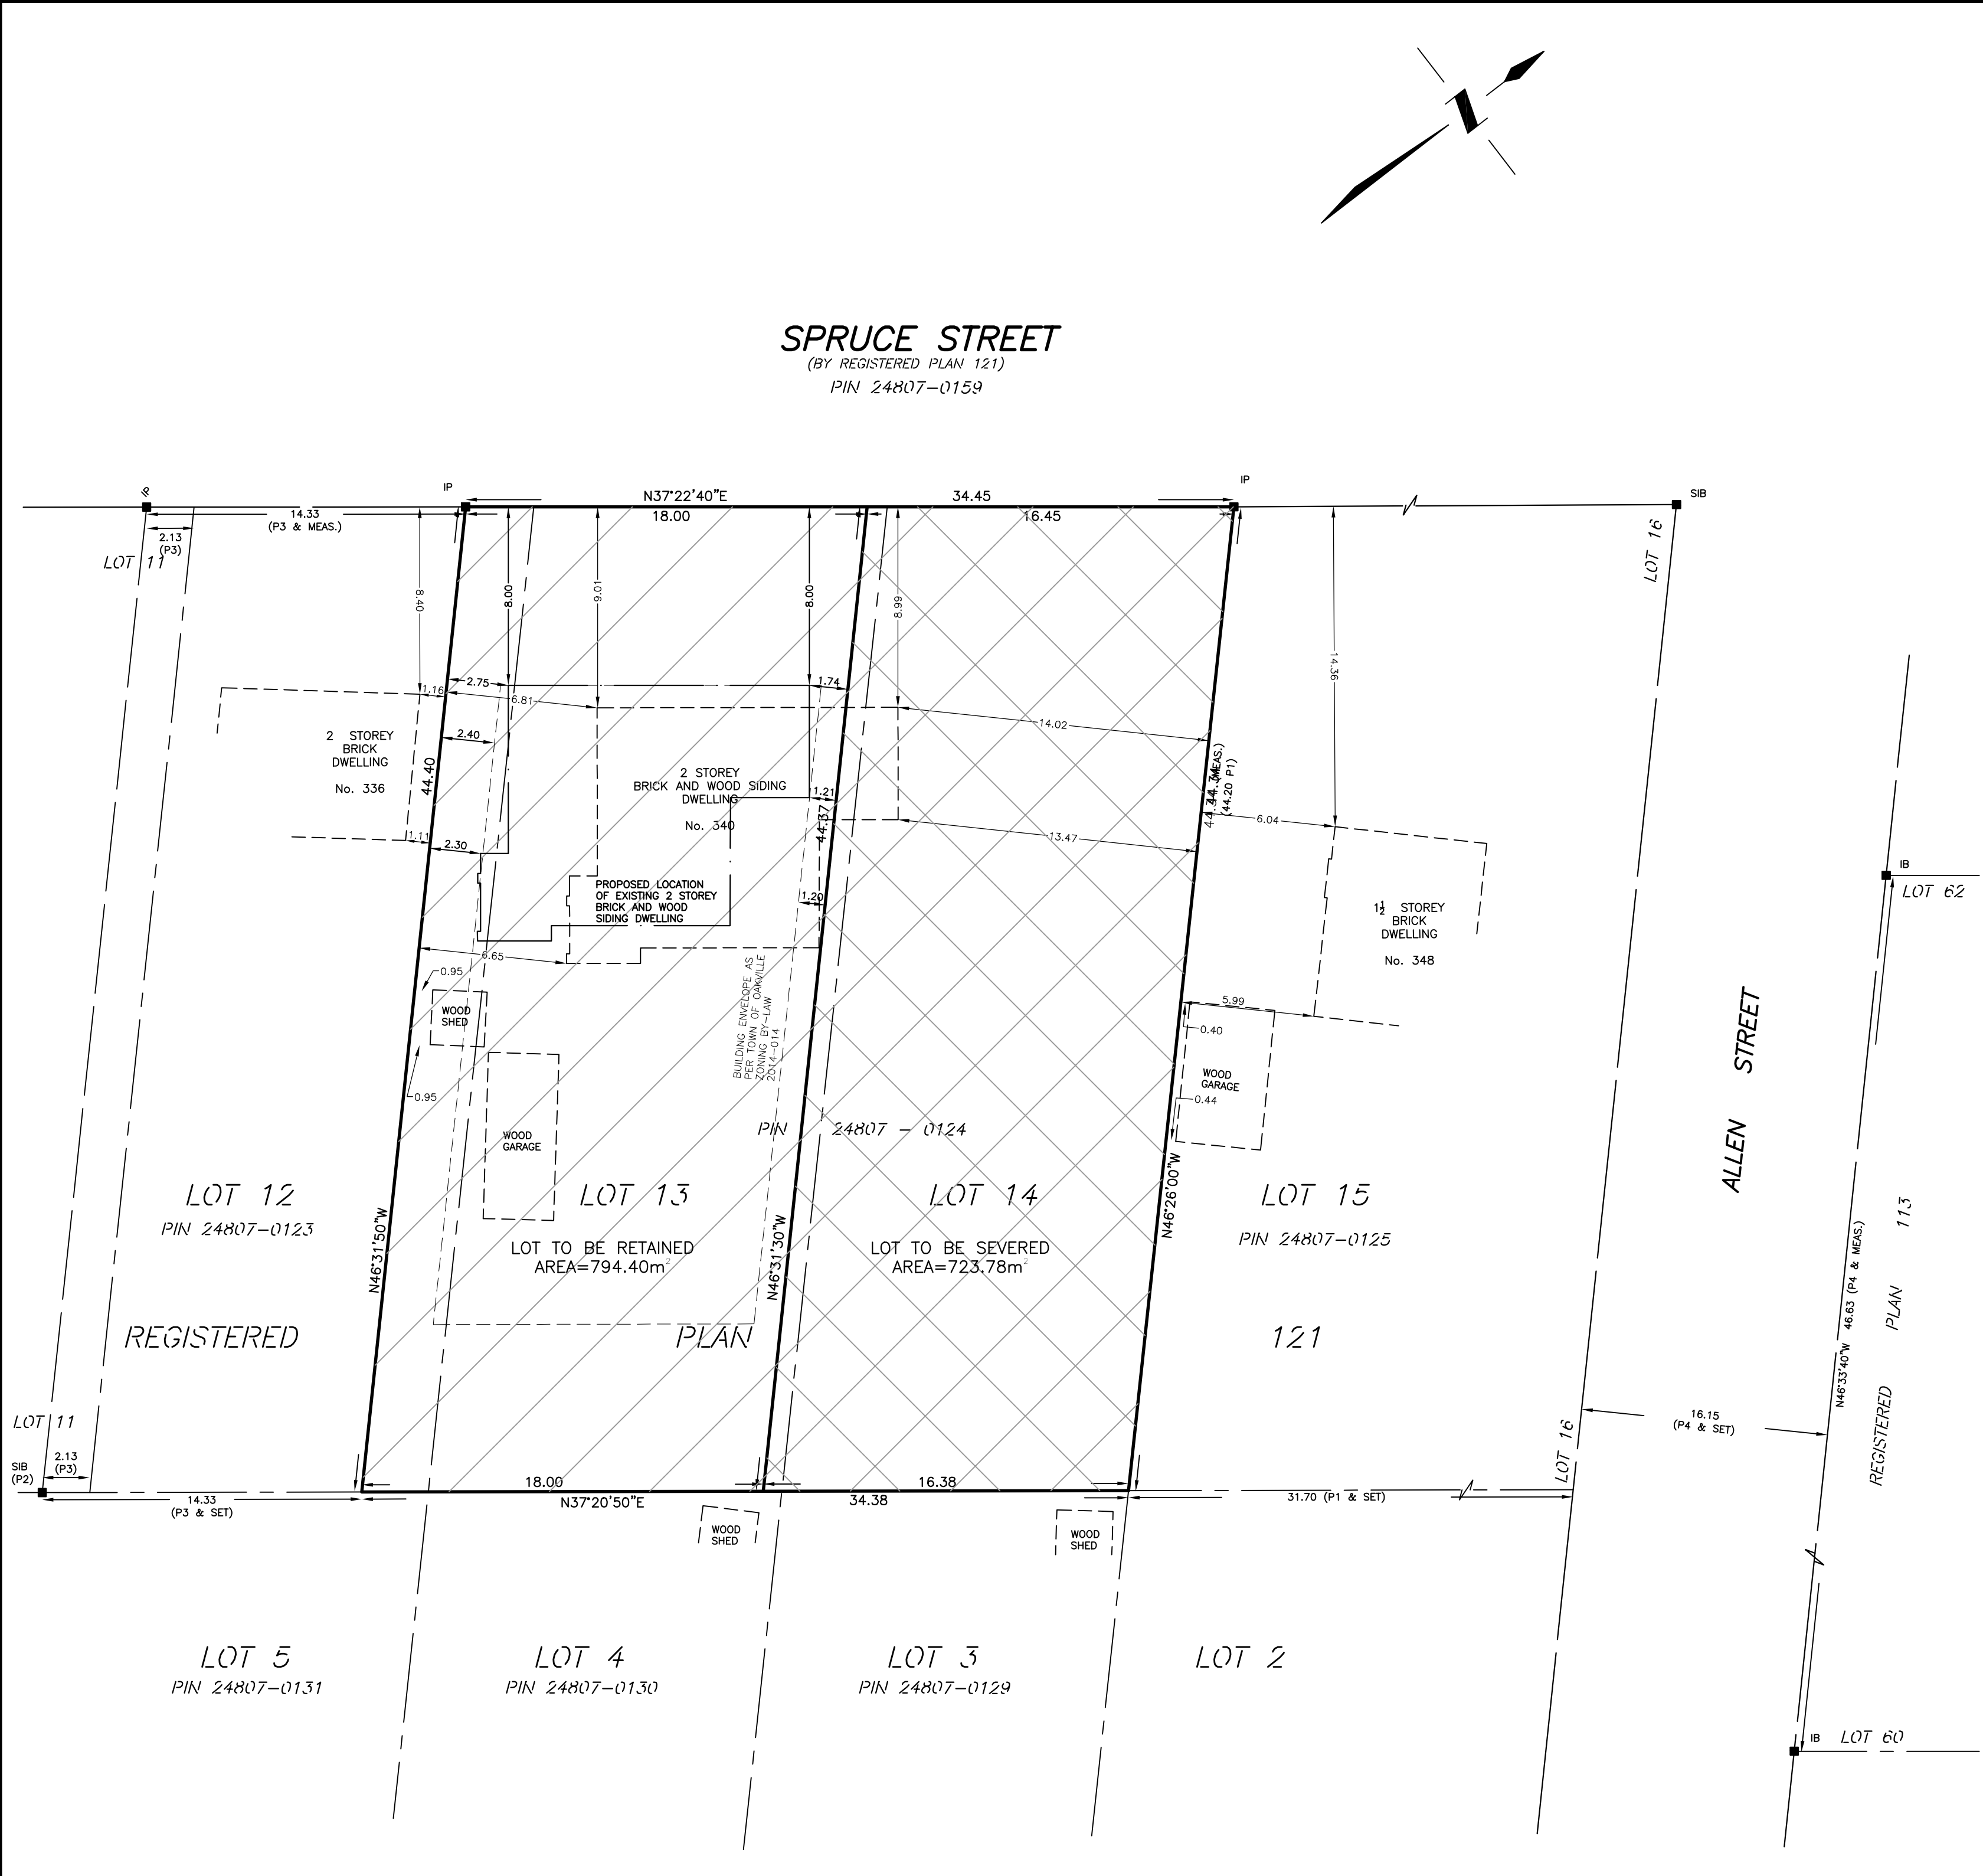 SPRUCE STREET
(BY REGISTERED PLAN 121)
PIN 24807-0159
IP
IP
IP
SIB
N37°22'40"E
34.45
14.33
(P3 & MEAS.)
18.00
16.45
2.13
(P3)
LOT 11
LOT 16
8.40
8.00
9.01
8.00
8.99
14.36
2.75
1.74
1.16
6.81
14.02
2.40
2 STOREY
BRICK
DWELLING
No. 336
44.40
2 STOREY
BRICK AND WOOD SIDING
DWELLING
No. 340
1.21
44.37
(MEAS.)
(44.20 P1)
6.04
1.11
2.30
13.47
IB
LOT 62
PROPOSED LOCATION
OF EXISTING 2 STOREY
BRICK AND WOOD
SIDING DWELLING
1.20
1½ STOREY
BRICK
DWELLING
No. 348
6.65
0.95
WOOD
SHED
BUILDING ENVELOPE AS
PER TOWN OF OAKVILLE
ZONING BY-LAW
2014-014
5.99
0.40
WOOD
GARAGE
0.44
0.95
ALLEN STREET
WOOD
GARAGE
PIN 24807 - 0124
LOT 12
PIN 24807-0123
LOT 13
LOT 14
LOT 15
PIN 24807-0125
N46°31'50"W
N46°31'30"W
N46°26'00"W
LOT TO BE RETAINED
AREA=794.40m²
LOT TO BE SEVERED
AREA=723.78m²
REGISTERED PLAN 121
N46°33'40"W 46.63 (P4 & MEAS.)
REGISTERED PLAN 113
16.15
(P4 & SET)
LOT 11
LOT 16
SIB
(P2)
2.13
(P3)
14.33
(P3 & SET)
18.00
16.38
N37°20'50"E
34.38
31.70 (P1 & SET)
WOOD
SHED
WOOD
SHED
LOT 5
PIN 24807-0131
LOT 4
PIN 24807-0130
LOT 3
PIN 24807-0129
LOT 2
IB
LOT 60